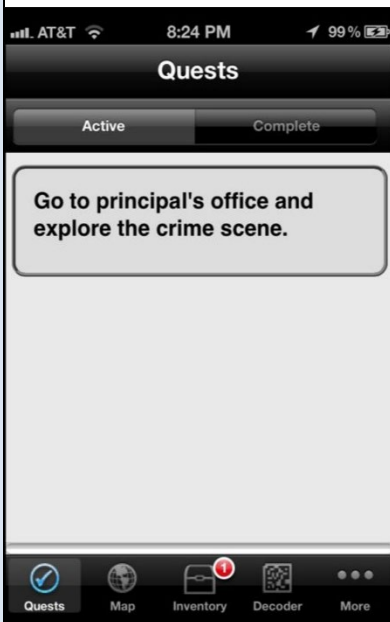 AT&T 8:24 PM 99%
Quests
Active Complete
Go to principal's office and
explore the crime scene.
1
Quests Map Inventory Decoder More